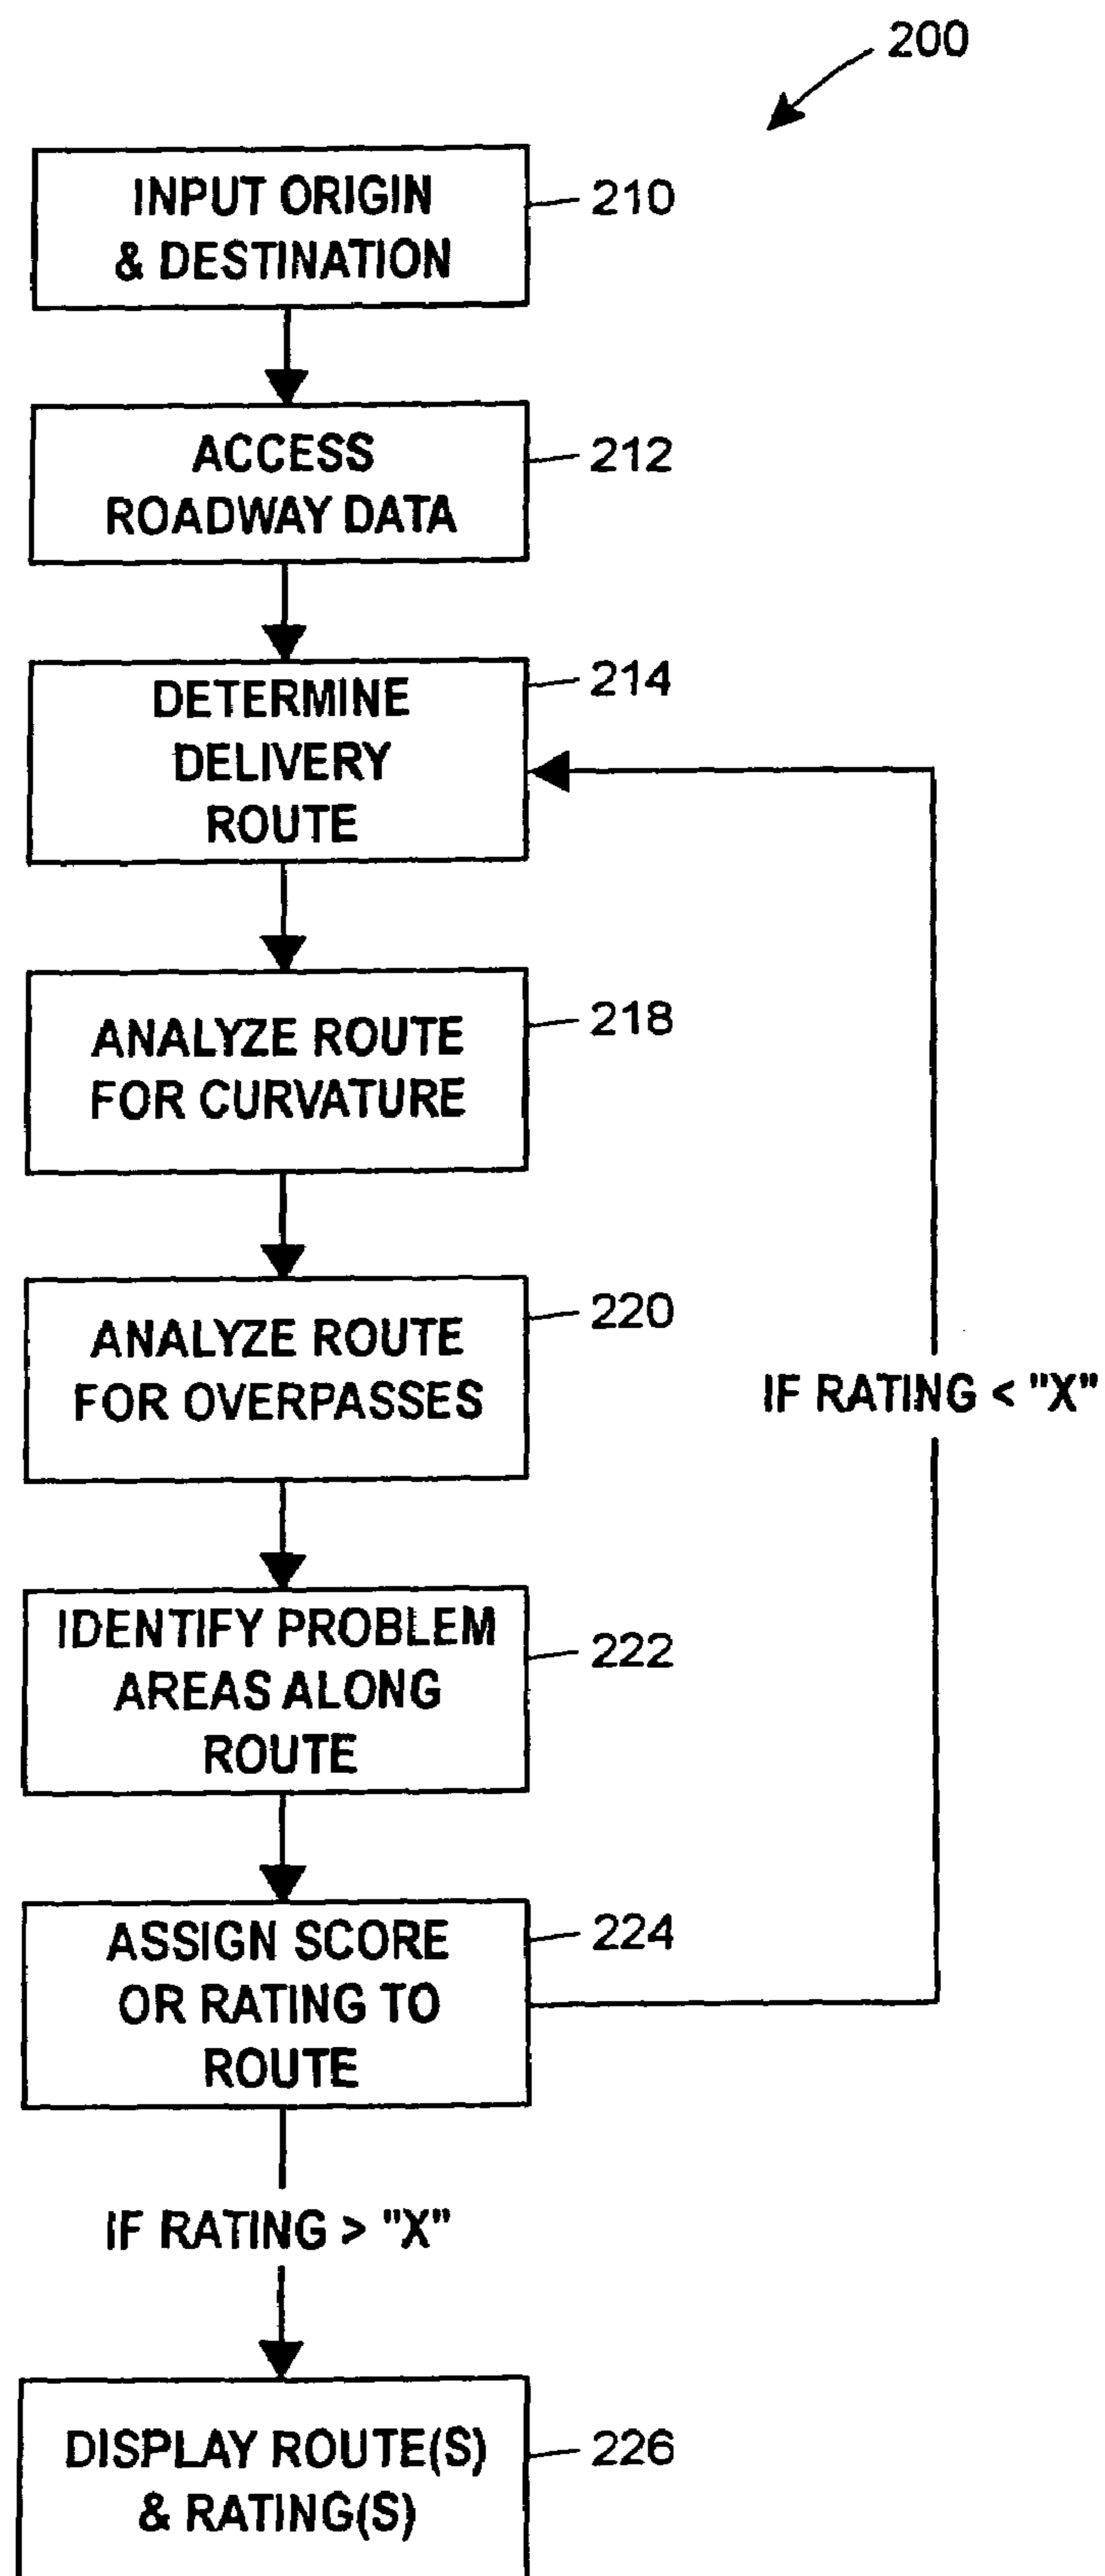 200
INPUT ORIGIN
& DESTINATION
210
ACCESS
ROADWAY DATA
212
DETERMINE
DELIVERY
ROUTE
214
ANALYZE ROUTE
FOR CURVATURE
218
ANALYZE ROUTE
FOR OVERPASSES
220
IF RATING < "X"
IDENTIFY PROBLEM
AREAS ALONG
ROUTE
222
ASSIGN SCORE
OR RATING TO
ROUTE
224
IF RATING > "X"
DISPLAY ROUTE(S)
& RATING(S)
226